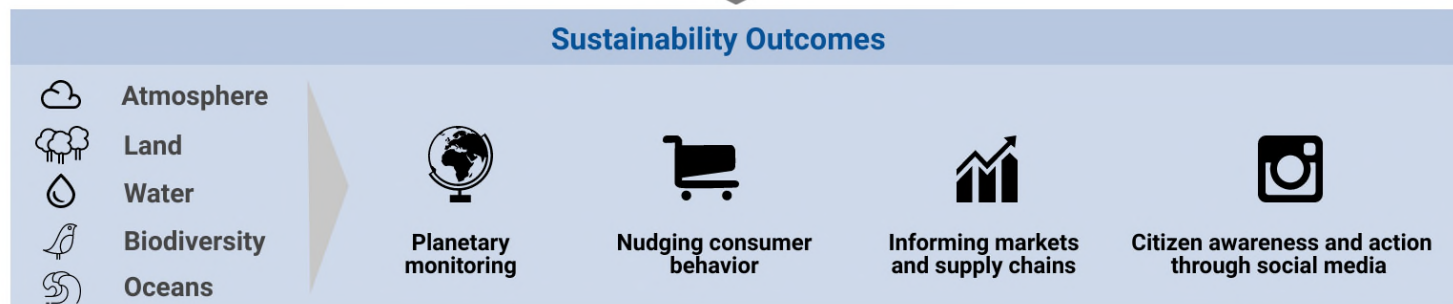 Sustainability Outcomes
Atmosphere
Land
Water
Biodiversity
Oceans
Planetary
monitoring
Nudging consumer
behavior
Informing markets
and supply chains
Citizen awareness and action
through social media